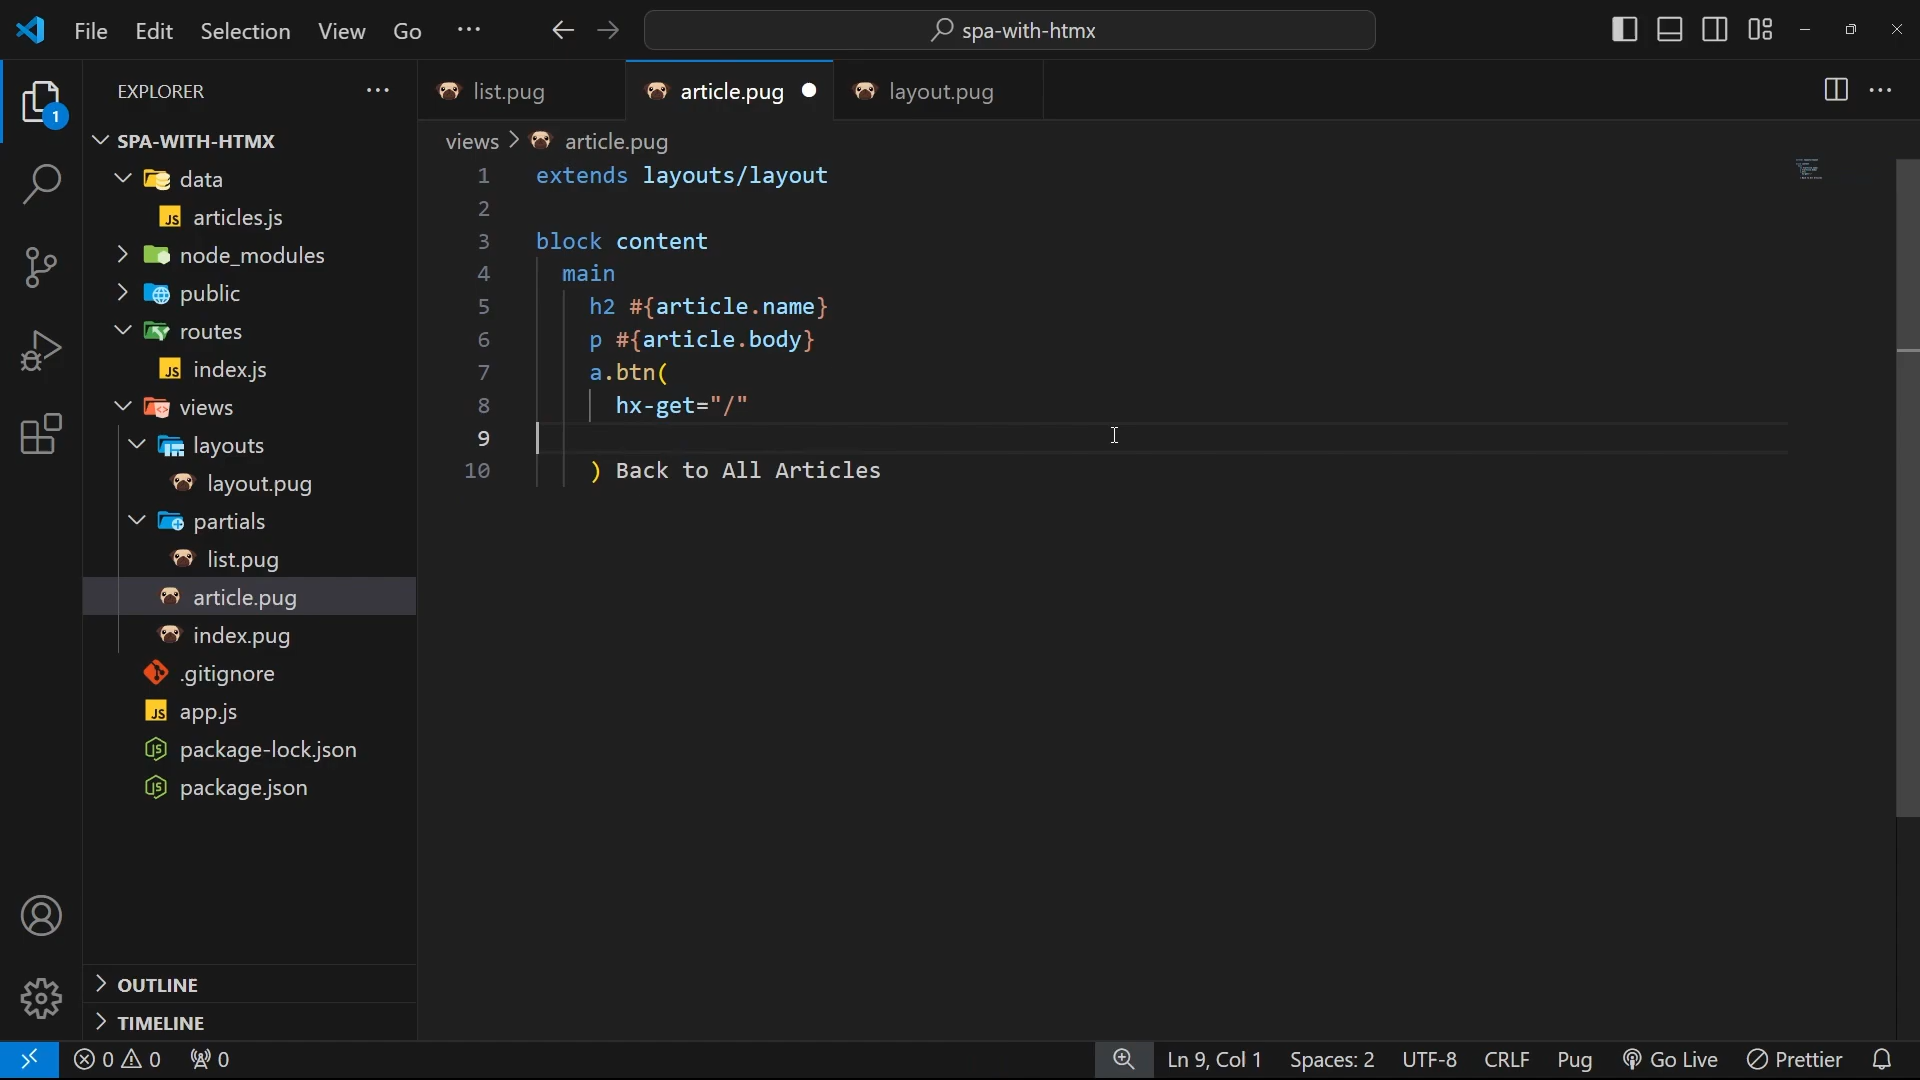 File Edit Selection View Go ··· spa-with-htmx
EXPLORER ···
1
SPA-WITH-HTMX
data
JS articles.js
node_modules
public
routes
JS index.js
views
layouts
layout.pug
partials
list.pug
article.pug
index.pug
.gitignore
JS app.js
package-lock.json
package.json
OUTLINE
TIMELINE
list.pug article.pug layout.pug
views > article.pug
1 extends layouts/layout
2
3 block content
4 main
5 h2 #{article.name}
6 p #{article.body}
7 a.btn(
8 hx-get="/"
9
10 ) Back to All Articles
0 0 0 Ln 9, Col 1 Spaces: 2 UTF-8 CRLF Pug Go Live Prettier